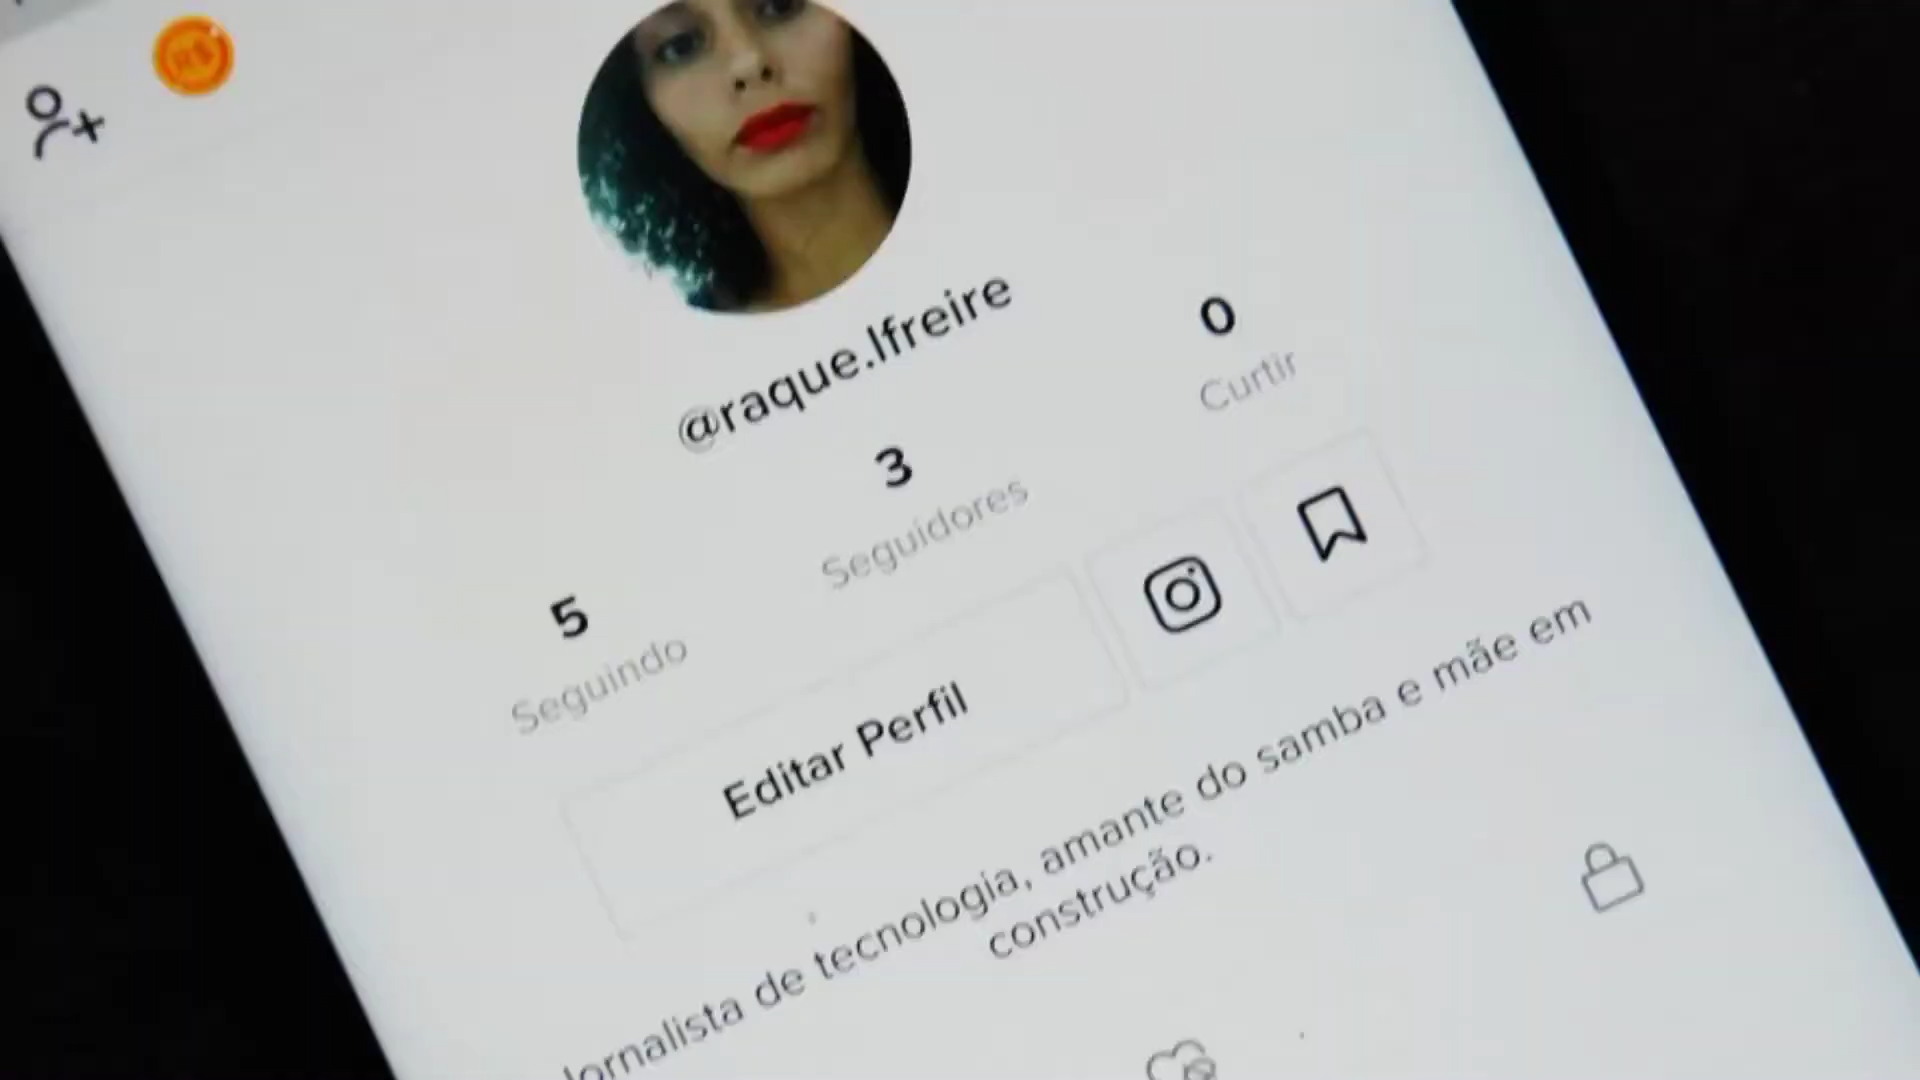 R$
@raque.lfreire
5
Seguindo
3
Seguidores
0
Curtir
Editar Perfil
Jornalista de tecnologia, amante do samba e mãe em
construção.